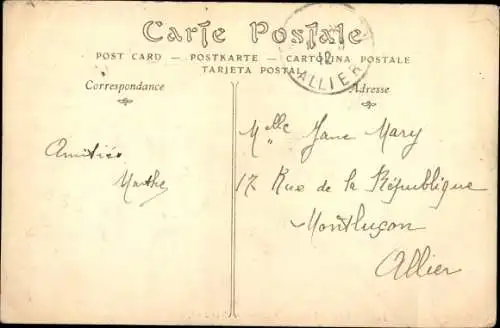 Carte Postale
POST CARD — POSTKARTE — CARTOLINA POSTALE
TARJETA POSTAL
12
ALLIER
Correspondance
Adresse
Amitiés
Marthe
Melle Jane Mary
17 Rue de la République
Montluçon
Allier